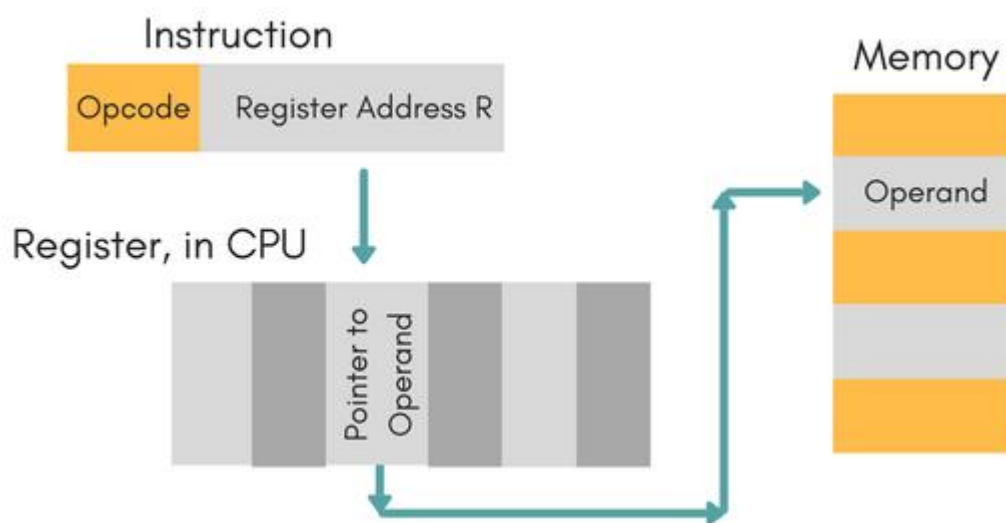 Instruction
Memory
Opcode
Register Address R
Operand
Register, in CPU
Pointer to
Operand